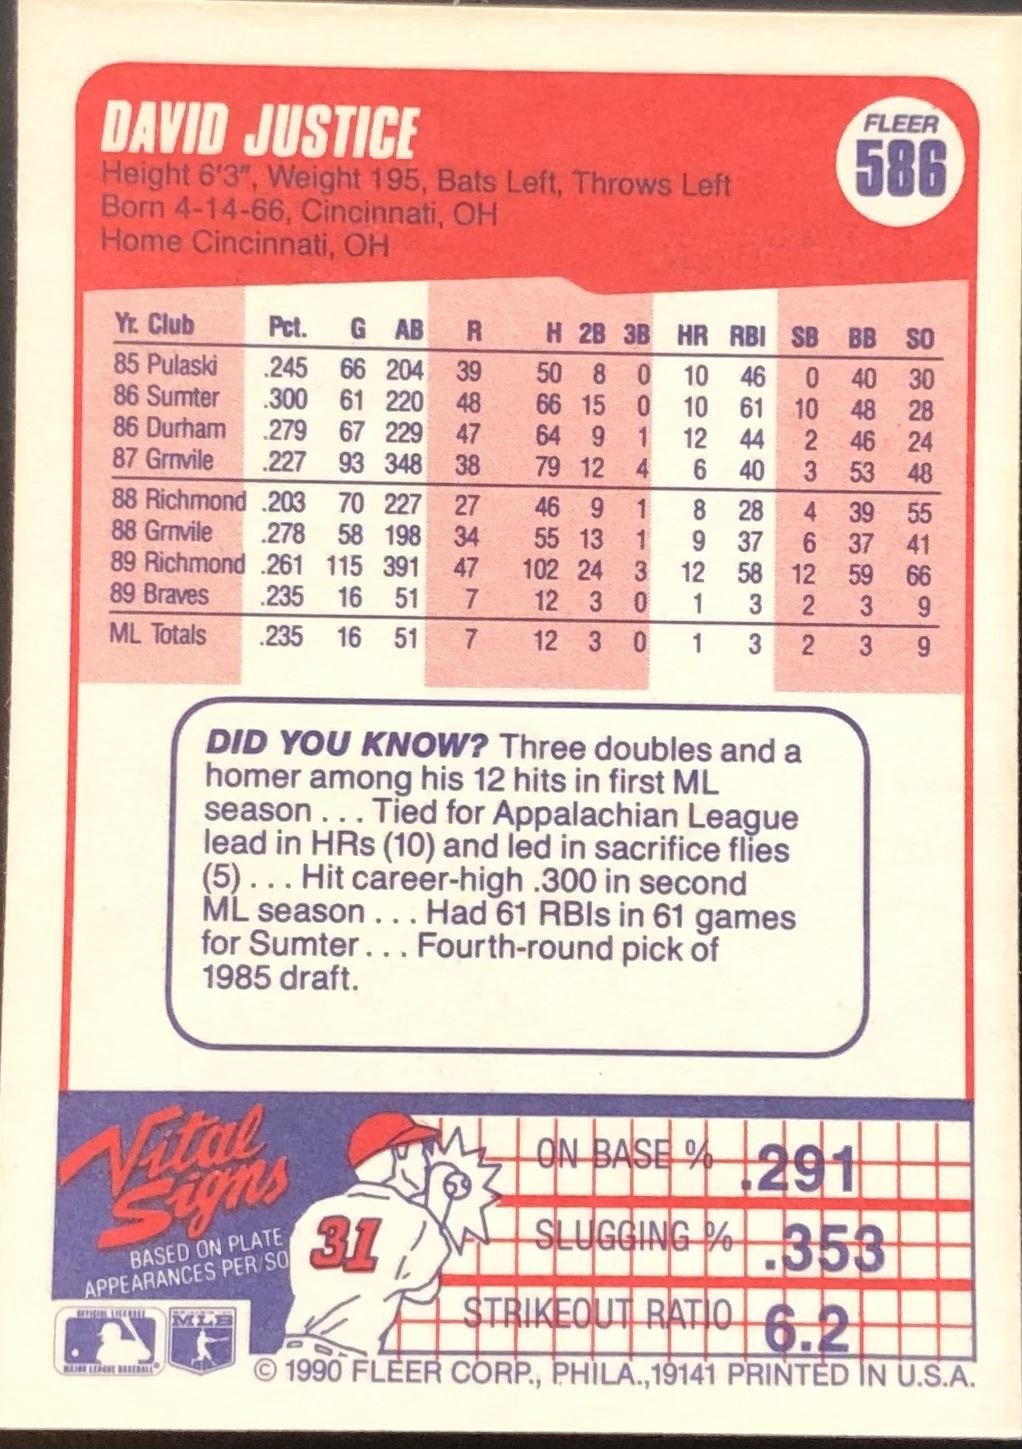 DAVID JUSTICE
FLEER
586
Height 6'3", Weight 195, Bats Left, Throws Left
Born 4-14-66, Cincinnati, OH
Home Cincinnati, OH
Yr. Club Pct. G AB R H 2B 3B HR RBI SB BB SO
85 Pulaski .245 66 204 39 50 8 0 10 46 0 40 30
86 Sumter .300 61 220 48 66 15 0 10 61 10 48 28
86 Durham .279 67 229 47 64 9 1 12 44 2 46 24
87 Grnvile .227 93 348 38 79 12 4 6 40 3 53 48
88 Richmond .203 70 227 27 46 9 1 8 28 4 39 55
88 Grnvile .278 58 198 34 55 13 1 9 37 6 37 41
89 Richmond .261 115 391 47 102 24 3 12 58 12 59 66
89 Braves .235 16 51 7 12 3 0 1 3 2 3 9
ML Totals .235 16 51 7 12 3 0 1 3 2 3 9
DID YOU KNOW? Three doubles and a
homer among his 12 hits in first ML
season . . . Tied for Appalachian League
lead in HRs (10) and led in sacrifice flies
(5) . . . Hit career-high .300 in second
ML season . . . Had 61 RBIs in 61 games
for Sumter . . . Fourth-round pick of
1985 draft.
Vital
Signs
BASED ON PLATE
APPEARANCES PER/SO
31
ON BASE % .291
SLUGGING % .353
STRIKEOUT RATIO 6.2
OFFICIAL LICENSEE
MAJOR LEAGUE BASEBALL
MLB
© 1990 FLEER CORP., PHILA.,19141 PRINTED IN U.S.A.